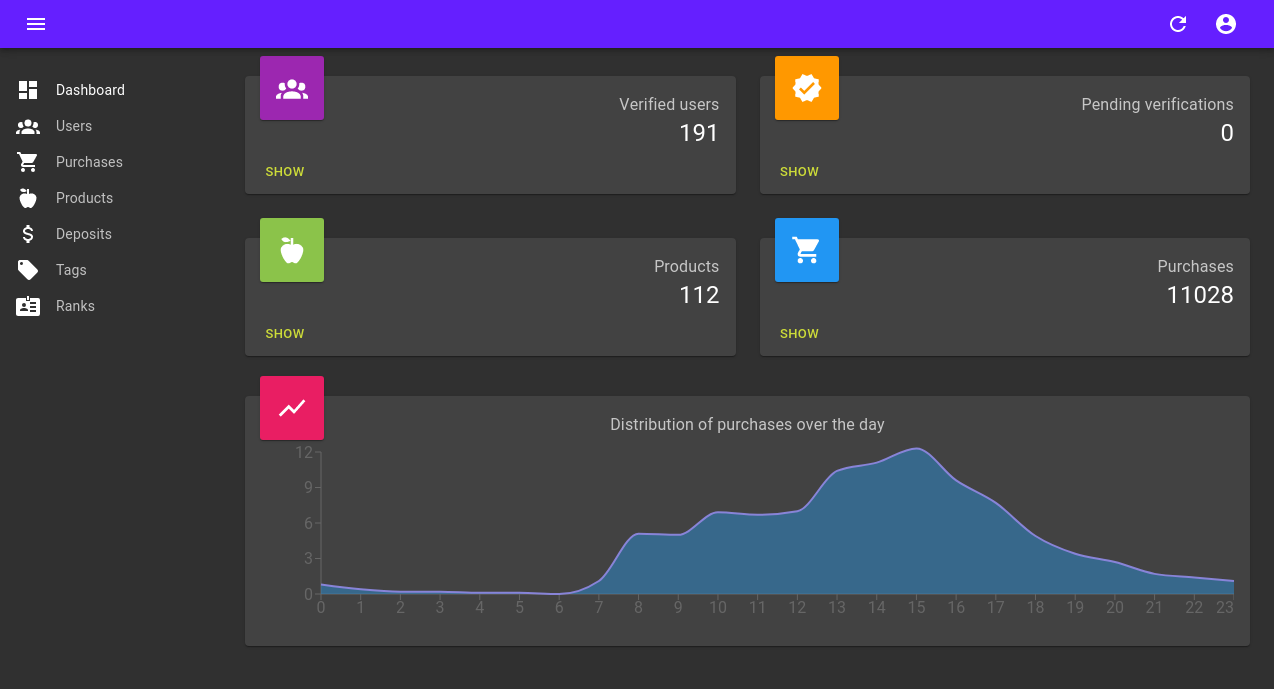 Dashboard
Users
Purchases
Products
Deposits
Tags
Ranks
Verified users
191
SHOW
Pending verifications
0
SHOW
Products
112
SHOW
Purchases
11028
SHOW
Distribution of purchases over the day
12
9
6
3
0
0 1 2 3 4 5 6 7 8 9 10 11 12 13 14 15 16 17 18 19 20 21 22 23